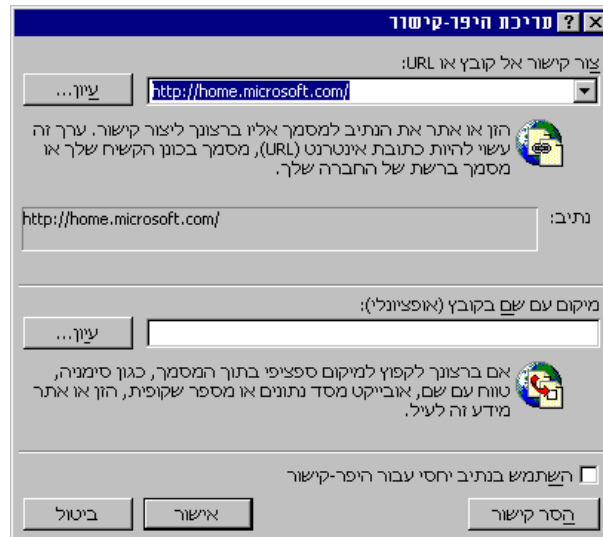 עריכת היפר-קישור
צור קישור אל קובץ או URL:
http://home.microsoft.com/
עיון...
הזן או אתר את הנתיב למסמך אליו ברצונך ליצור קישור. ערך זה
עשוי להיות כתובת אינטרנט (URL), מסמך בכונן הקשיח שלך או
מסמך ברשת של החברה שלך.
נתיב:
http://home.microsoft.com/
מיקום עם שם בקובץ (אופציונלי):
עיון...
אם ברצונך לקפוץ למיקום ספציפי בתוך המסמך, כגון סימניה,
טווח עם שם, אובייקט מסד נתונים או מספר שקופית, הזן או אתר
מידע זה לעיל.
השתמש בנתיב יחסי עבור היפר-קישור
הסר קישור
אישור
ביטול